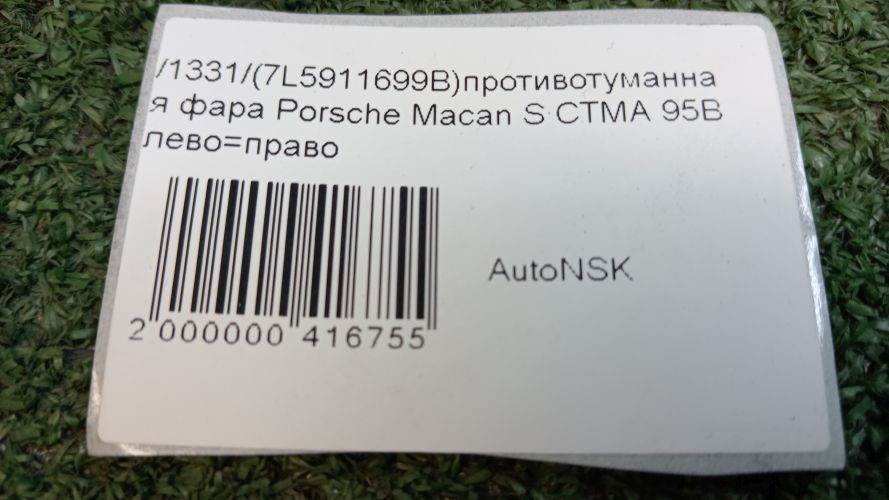 /1331/(7L5911699B)противотуманна
я фара Porsche Macan S CTMA 95B
лево=право
AutoNSK
2 000000 416755